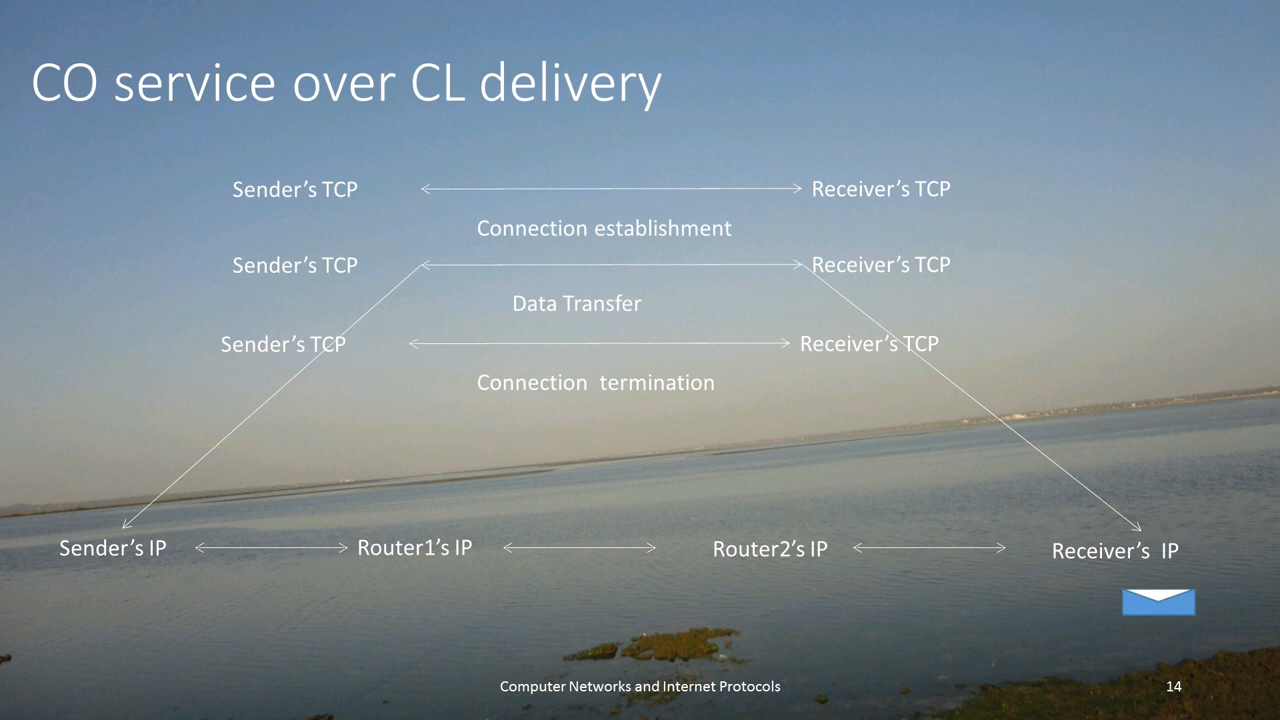 CO service over CL delivery
Sender’s TCP
Receiver’s TCP
Connection establishment
Sender’s TCP
Receiver’s TCP
Data Transfer
Sender’s TCP
Receiver’s TCP
Connection  termination
Sender’s IP
Router1’s IP
Router2’s IP
Receiver’s  IP
Computer Networks and Internet Protocols
14